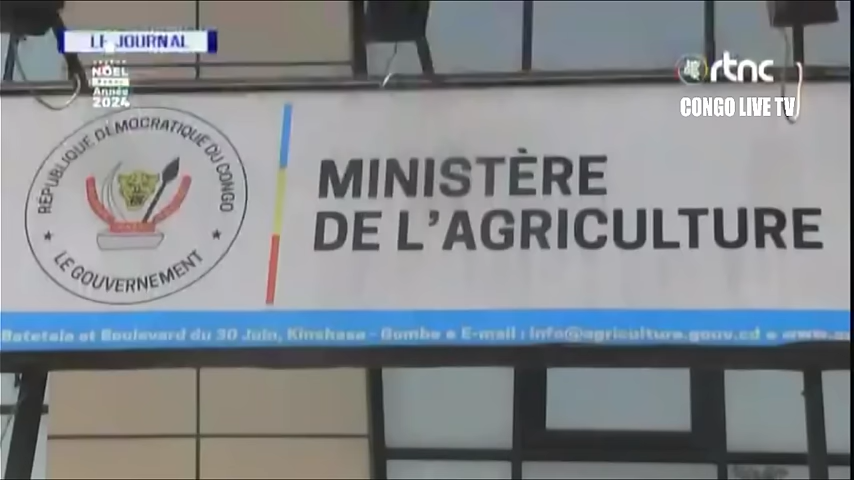 LE JOURNAL
NOËL
Année
2024
rtnc
CONGO LIVE TV
RÉPUBLIQUE DÉMOCRATIQUE DU CONGO
LE GOUVERNEMENT
MINISTÈRE
DE L'AGRICULTURE
Batetela et Boulevard du 30 Juin, Kinshasa - Gombe • E-mail : info@agriculture.gouv.cd • www.